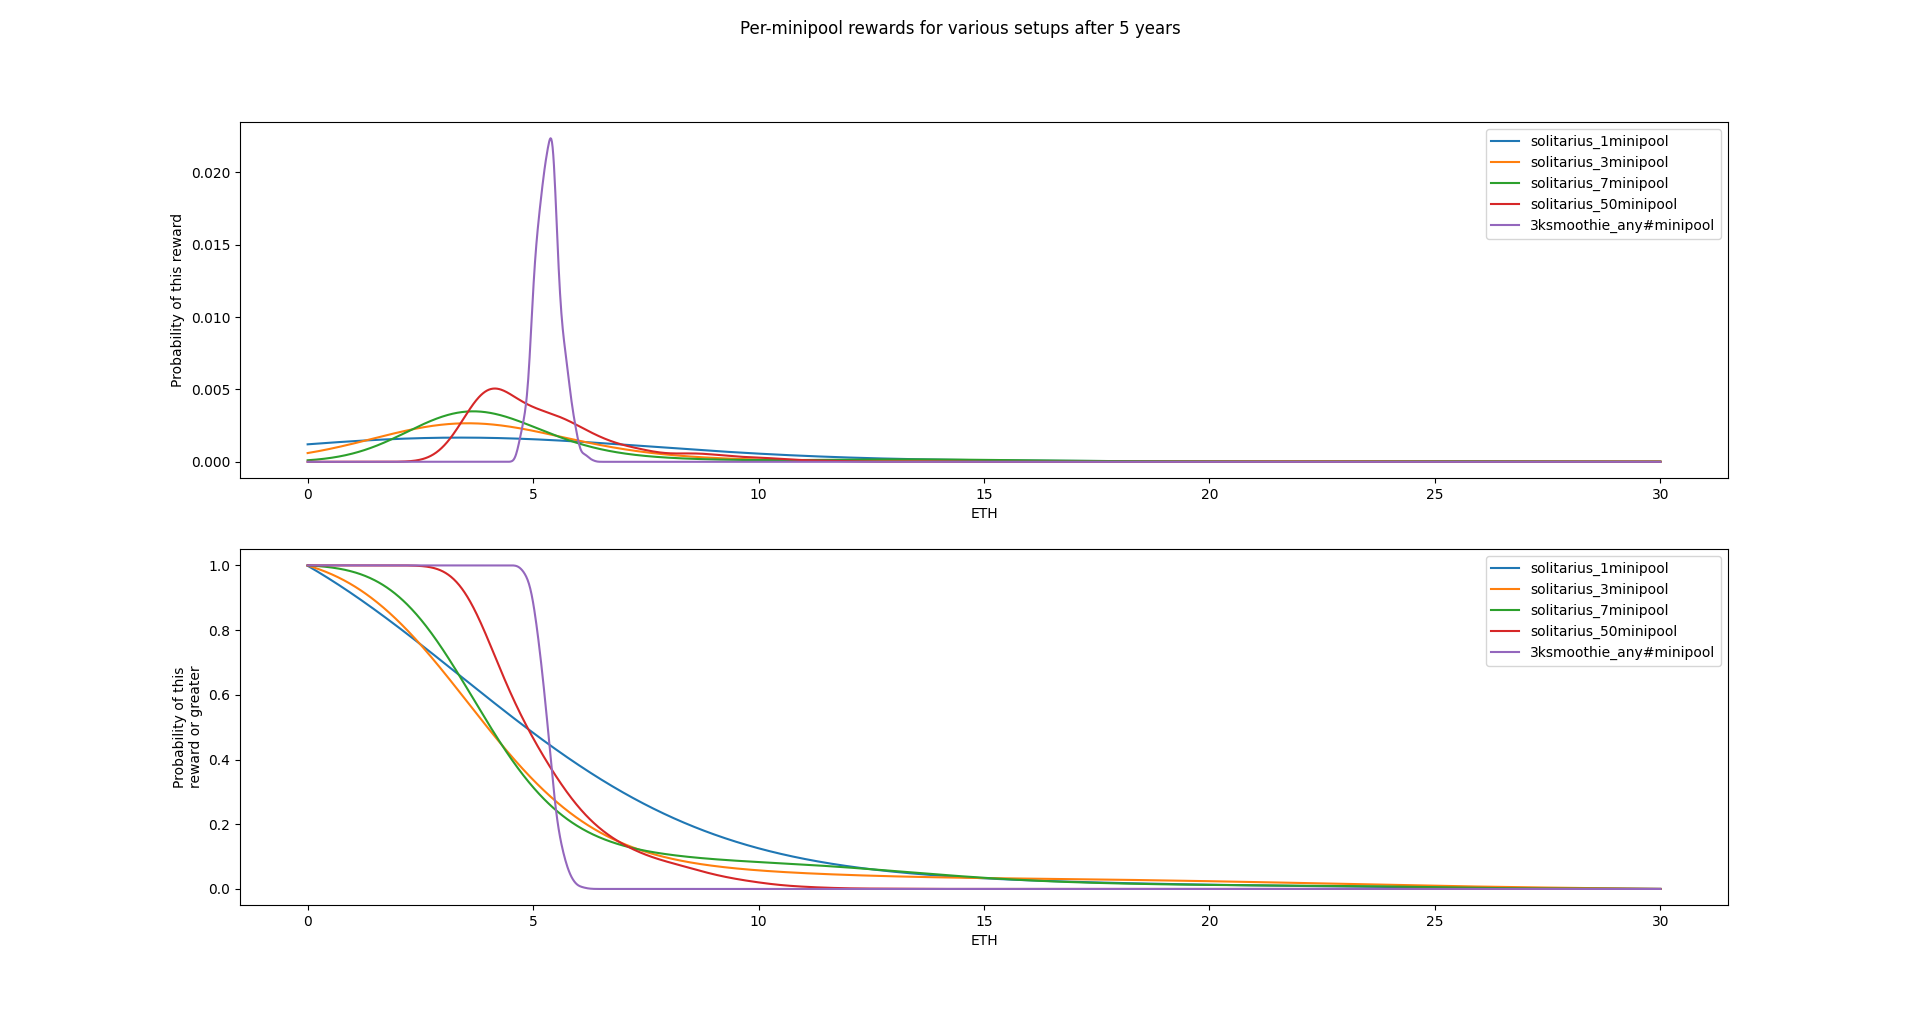 Per-minipool rewards for various setups after 5 years
Probability of this reward
0.020
0.015
0.010
0.005
0.000
0
5
10
15
20
25
30
ETH
solitarius_1minipool
solitarius_3minipool
solitarius_7minipool
solitarius_50minipool
3ksmoothie_any#minipool
Probability of this
reward or greater
1.0
0.8
0.6
0.4
0.2
0.0
0
5
10
15
20
25
30
ETH
solitarius_1minipool
solitarius_3minipool
solitarius_7minipool
solitarius_50minipool
3ksmoothie_any#minipool